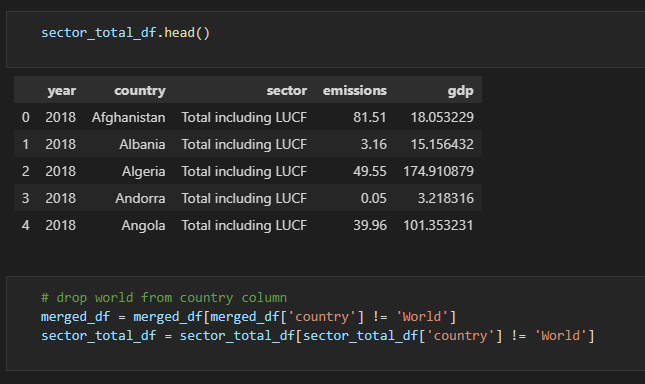 sector_total_df.head()
year country sector emissions gdp
0 2018 Afghanistan Total including LUCF 81.51 18.053229
1 2018 Albania Total including LUCF 3.16 15.156432
2 2018 Algeria Total including LUCF 49.55 174.910879
3 2018 Andorra Total including LUCF 0.05 3.218316
4 2018 Angola Total including LUCF 39.96 101.353231
# drop world from country column
merged_df = merged_df[merged_df['country'] != 'World']
sector_total_df = sector_total_df[sector_total_df['country'] != 'World']